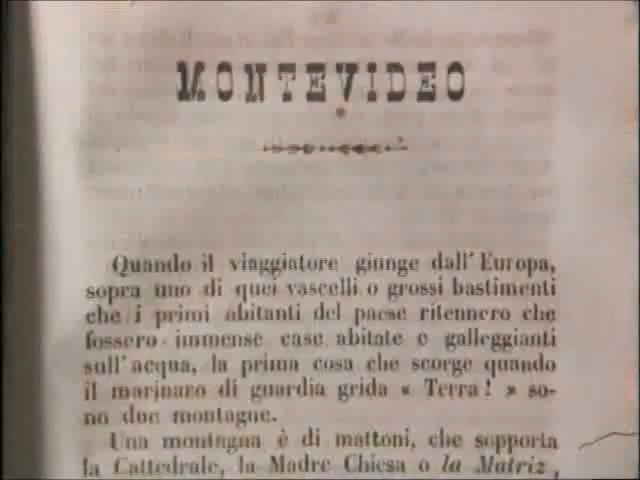 MONTEVIDEO
Quando il viaggiatore giunge dall' Europa,
sopra uno di quei vascelli o grossi bastimenti
che i primi abitanti del paese ritennero che
fossero immense case abitate e galleggianti
sull' acqua, la prima cosa che scorge quando
il marinaro di guardia grida « Terra! » so-
no due montagne.
Una montagna è di mattoni, che sopporta
la Cattedrale, la Madre Chiesa o la Matriz,